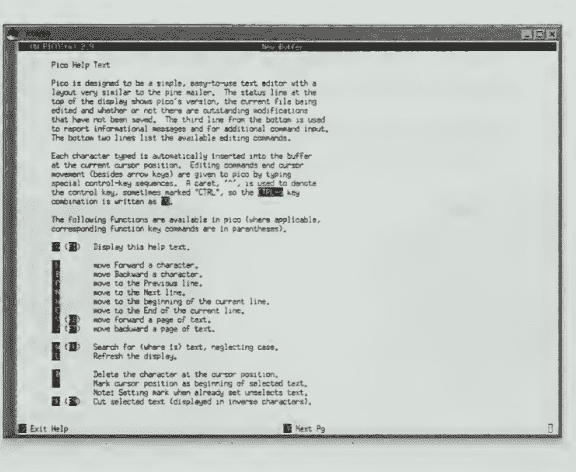 New Buffer
Pico Help Text
Pico is designed to be a simple, easy-to-use text editor with a
layout very similar to the pine mailer. The status line at the
top of the display shows pico's version, the current file being
edited and whether or not there are outstanding modifications
that have not been saved. The third line from the bottom is used
to report informational messages and for additional command input.
The bottom two lines list the available editing commands.
Each character typed is automatically inserted into the buffer
at the current cursor position. Editing commands and cursor
movement (besides arrow keys) are given to pico by typing
special control-key sequences. A caret, '^', is used to denote
the control key, sometimes marked "CTRL", so the key
combination is written as
The following functions are available in pico (where applicable,
corresponding function key commands are in parentheses).
Display this help text.
move Forward a character.
move Backward a character.
move to the Previous line.
move to the Next line.
move to the beginning of the current line.
move to the End of the current line.
move forward a page of text.
move backward a page of text.
Search for (where is) text, neglecting case.
Refresh the display.
Delete the character at the cursor position.
Mark cursor position as beginning of selected text.
Note: Setting mark when already set unselects text.
Cut selected text (displayed in inverse characters).
Exit Help
Next Pg